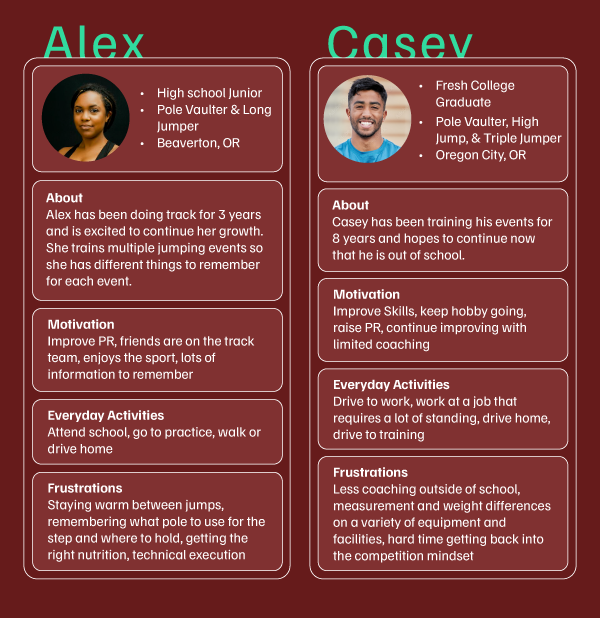 Alex
• High school Junior
• Pole Vaulter & Long
Jumper
• Beaverton, OR
About
Alex has been doing track for 3 years
and is excited to continue her growth.
She trains multiple jumping events so
she has different things to remember
for each event.
Motivation
Improve PR, friends are on the track
team, enjoys the sport, lots of
information to remember
Everyday Activities
Attend school, go to practice, walk or
drive home
Frustrations
Staying warm between jumps,
remembering what pole to use for the
step and where to hold, getting the
right nutrition, technical execution
Casey
• Fresh College
Graduate
• Pole Vaulter, High
Jump, & Triple Jumper
• Oregon City, OR
About
Casey has been training his events for
8 years and hopes to continue now
that he is out of school.
Motivation
Improve Skills, keep hobby going,
raise PR, continue improving with
limited coaching
Everyday Activities
Drive to work, work at a job that
requires a lot of standing, drive home,
drive to training
Frustrations
Less coaching outside of school,
measurement and weight differences
on a variety of equipment and
facilities, hard time getting back into
the competition mindset